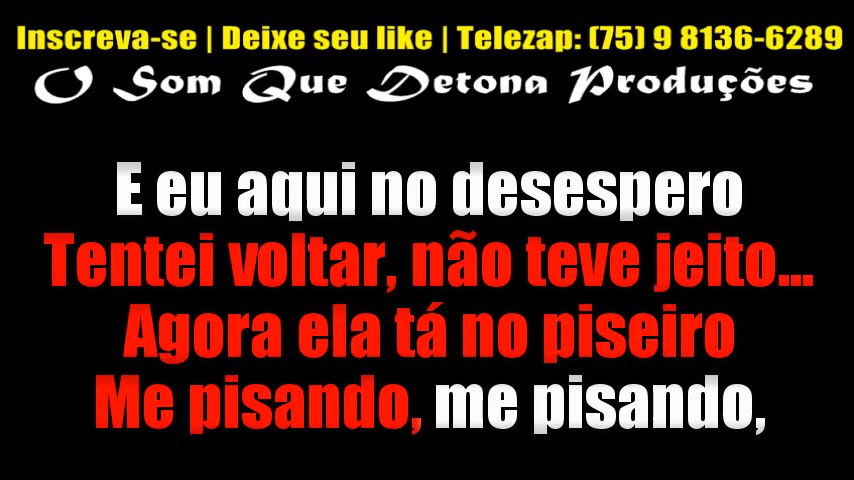 Inscreva-se | Deixe seu like | Telezap: (75) 9 8136-6289
O Som Que Detona Produções
E eu aqui no desespero
Tentei voltar, não teve jeito...
Agora ela tá no piseiro
Me pisando, me pisando,